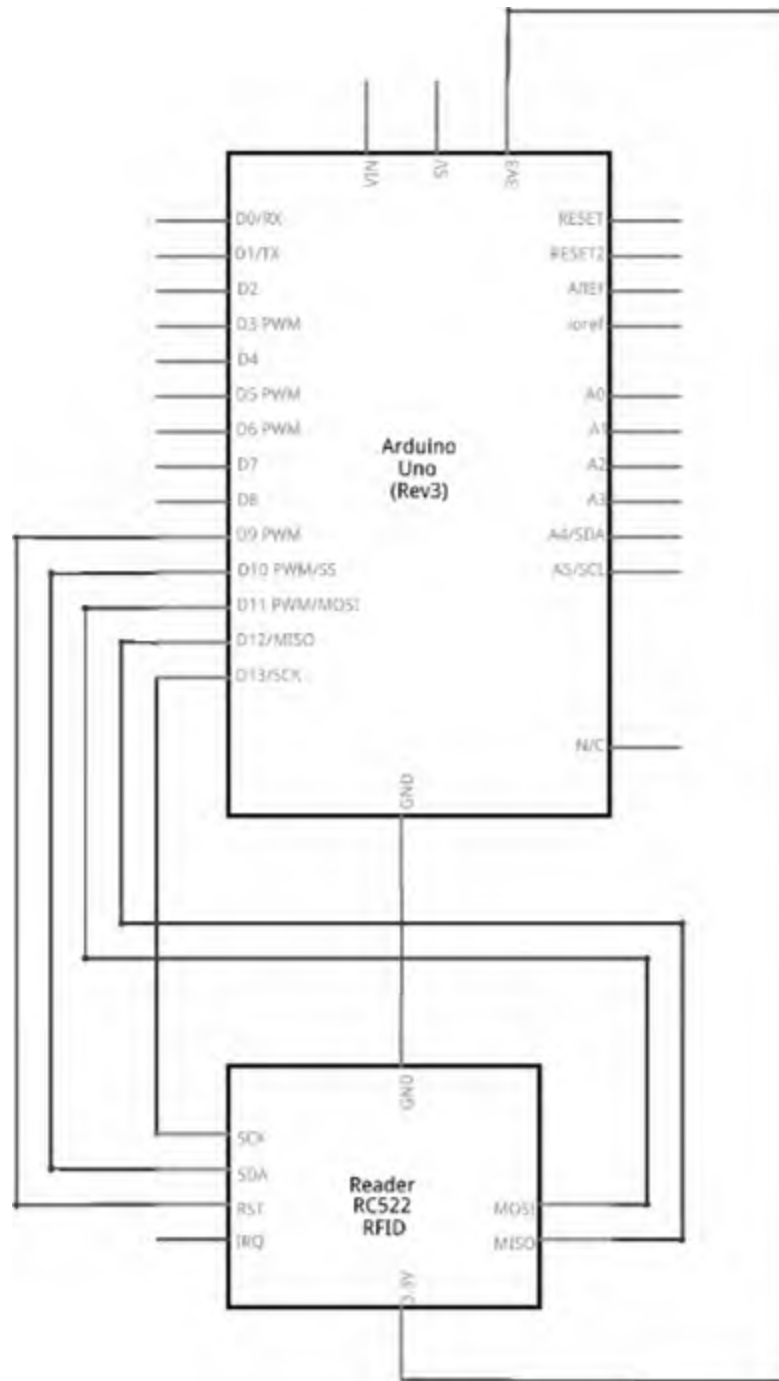 VIN
5V
3V3
D0/RX
D1/TX
D2
D3 PWM
D4
D5 PWM
D6 PWM
D7
D8
D9 PWM
D10 PWM/SS
D11 PWM/MOSI
D12/MISO
D13/SCK
RESET
RESET2
AREF
ioref
A0
A1
A2
A3
A4/SDA
A5/SCL
N/C
Arduino
Uno
(Rev3)
GND
GND
SCK
SDA
RST
IRQ
Reader
RC522
RFID
MOSI
MISO
3.3V